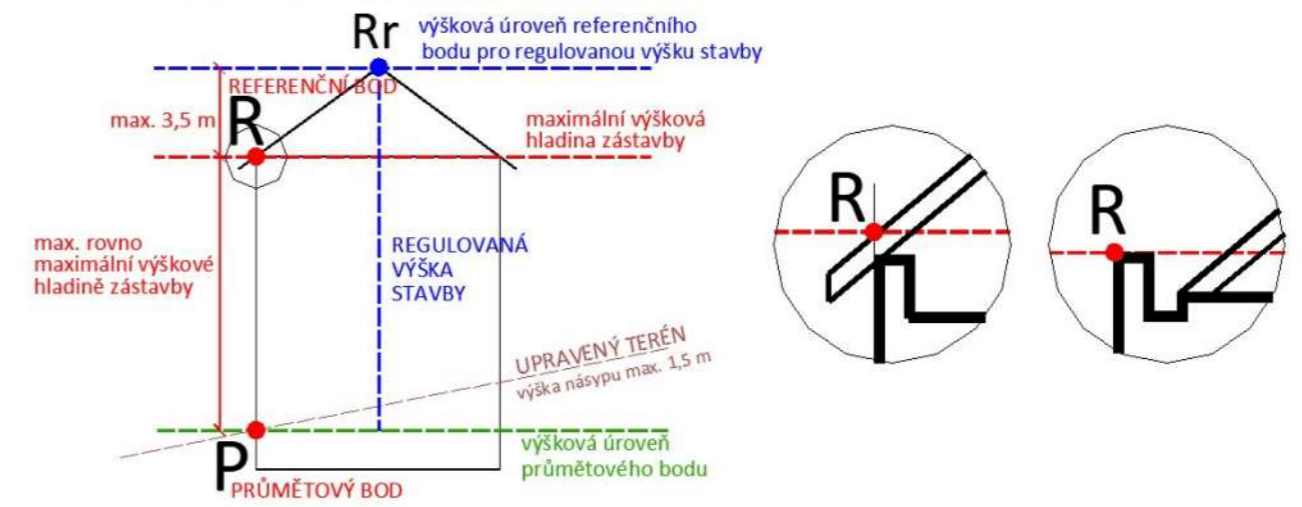 Rr
výšková úroveň referenčního
bodu pro regulovanou výšku stavby
REFERENČNÍ BOD
max. 3,5 m
R
maximální výšková
hladina zástavby
max. rovno
maximální výškové
hladině zástavby
REGULOVANÁ
VÝŠKA
STAVBY
UPRAVENÝ TERÉN
výška násypu max. 1,5 m
výšková úroveň
průmětového bodu
P
PRŮMĚTOVÝ BOD
R
R